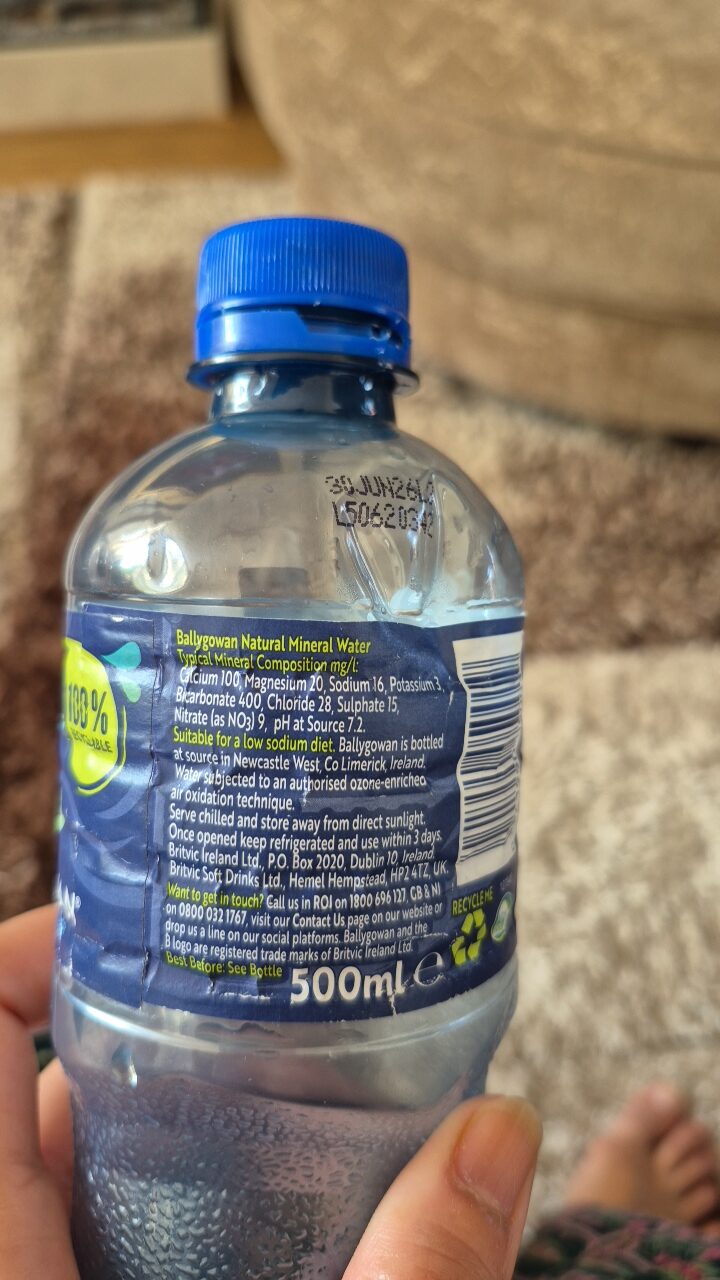 30JUN26
L50620342
100%
RECYCLABLE
Ballygowan Natural Mineral Water
Typical Mineral Composition mg/l:
Calcium 100, Magnesium 20, Sodium 16, Potassium 3,
Bicarbonate 400, Chloride 28, Sulphate 15,
Nitrate (as NO3) 9, pH at Source 7.2.
Suitable for a low sodium diet. Ballygowan is bottled
at source in Newcastle West, Co Limerick, Ireland.
Water subjected to an authorised ozone-enriched
air oxidation technique.
Serve chilled and store away from direct sunlight.
Once opened keep refrigerated and use within 3 days.
Britvic Ireland Ltd., P.O. Box 2020, Dublin 10, Ireland.
Britvic Soft Drinks Ltd., Hemel Hempstead, HP2 4TZ, UK.
Want to get in touch? Call us in ROI on 1800 696 127, GB & NI
on 0800 032 1767, visit our Contact Us page on our website or
drop us a line on our social platforms. Ballygowan and the
B logo are registered trade marks of Britvic Ireland Ltd.
Best Before: See Bottle
500ml e
RECYCLE ME